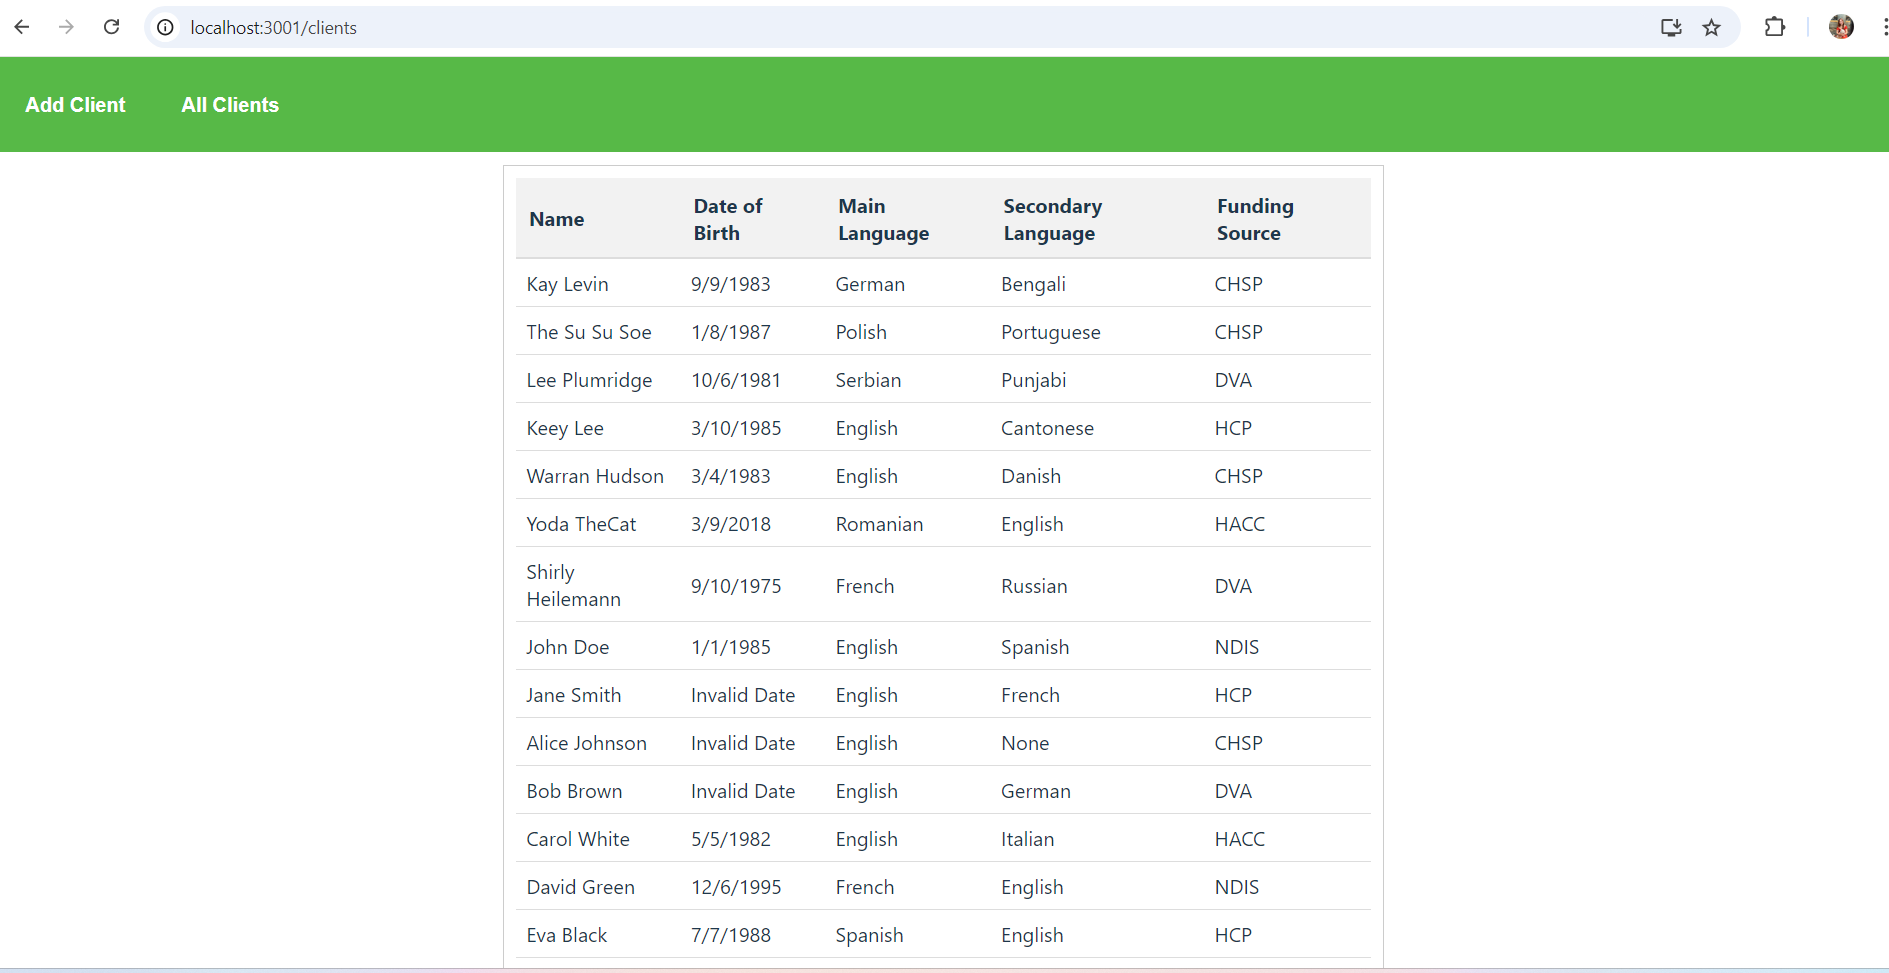 localhost:3001/clients
Add Client All Clients
Name Date of Birth Main Language Secondary Language Funding Source
Kay Levin 9/9/1983 German Bengali CHSP
The Su Su Soe 1/8/1987 Polish Portuguese CHSP
Lee Plumridge 10/6/1981 Serbian Punjabi DVA
Keey Lee 3/10/1985 English Cantonese HCP
Warran Hudson 3/4/1983 English Danish CHSP
Yoda TheCat 3/9/2018 Romanian English HACC
Shirly Heilemann 9/10/1975 French Russian DVA
John Doe 1/1/1985 English Spanish NDIS
Jane Smith Invalid Date English French HCP
Alice Johnson Invalid Date English None CHSP
Bob Brown Invalid Date English German DVA
Carol White 5/5/1982 English Italian HACC
David Green 12/6/1995 French English NDIS
Eva Black 7/7/1988 Spanish English HCP